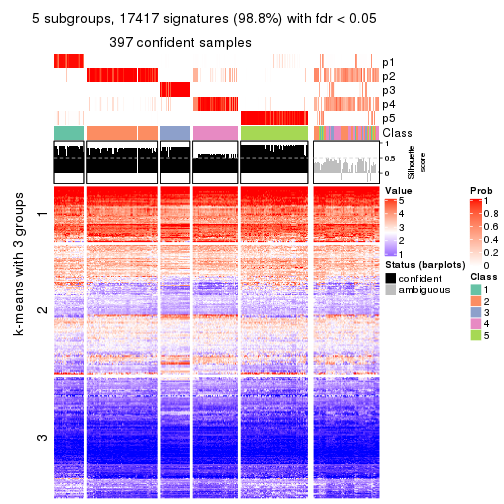 5 subgroups, 17417 signatures (98.8%) with fdr < 0.05
397 confident samples
p1
p2
p3
p4
p5
Class
1
0.5
0
Silhouette
score
k-means with 3 groups
1
2
3
Value
5
4
3
2
1
Status (barplots)
confident
ambiguous
Prob
1
0.8
0.6
0.4
0.2
0
Class
1
2
3
4
5